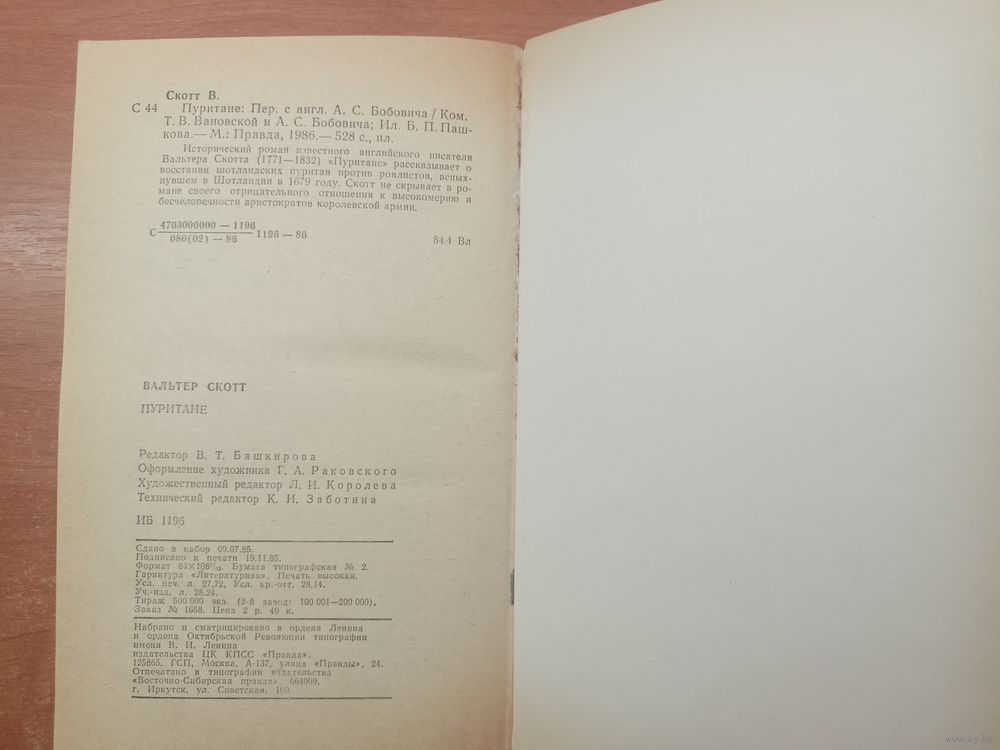 Скотт В.
С 44 Пуритане: Пер. с англ. А. С. Бобовича / Ком.
Т. В. Вановской и А. С. Бобовича; Ил. Б. П. Паш-
кова.— М.: Правда, 1986.— 528 с., ил.
Исторический роман известного английского писателя
Вальтера Скотта (1771—1832) «Пуритане» рассказывает о
восстании шотландских пуритан против роялистов, вспых-
нувшем в Шотландии в 1679 году. Скотт не скрывает в ро-
мане своего отрицательного отношения к высокомерию и
бесчеловечности аристократов королевской армии.
4703000000 — 1196
С 1196—86
080(02) — 86
84.4 Вл
ВАЛЬТЕР СКОТТ
ПУРИТАНЕ
Редактор В. Т. Башкирова
Оформление художника Г. А. Раковского
Художественный редактор Л. И. Королева
Технический редактор К. И. Заботина
ИБ 1196
Сдано в набор 09.07.85.
Подписано к печати 19.11.85.
Формат 84×108¹/₃₂. Бумага типографская № 2.
Гарнитура «Литературная». Печать высокая.
Усл. печ. л. 27,72. Усл. кр.-отт. 28,14.
Уч.-изд. л. 28,24.
Тираж 500 000 экз. (2-й завод: 100 001—200 000).
Заказ № 1658. Цена 2 р. 40 к.
Набрано и сматрицировано в ордена Ленина
и ордена Октябрьской Революции типографии
имени В. И. Ленина
издательства ЦК КПСС «Правда».
125865, ГСП, Москва, А-137, улица «Правды», 24.
Отпечатано в типографии издательства
«Восточно-Сибирская правда». 664009,
г. Иркутск, ул. Советская, 109.
www.ay.by